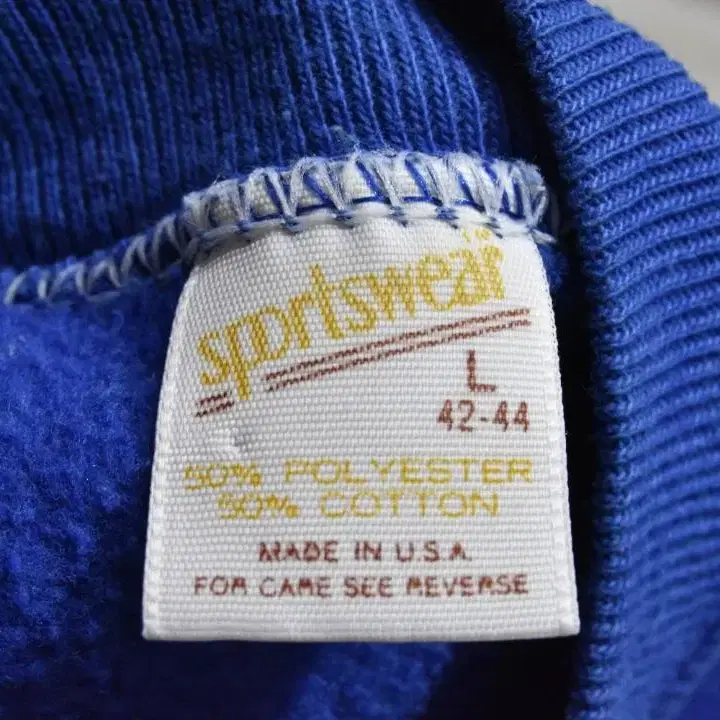 sportswear
L
42-44
50% POLYESTER
50% COTTON
MADE IN U.S.A.
FOR CARE SEE REVERSE